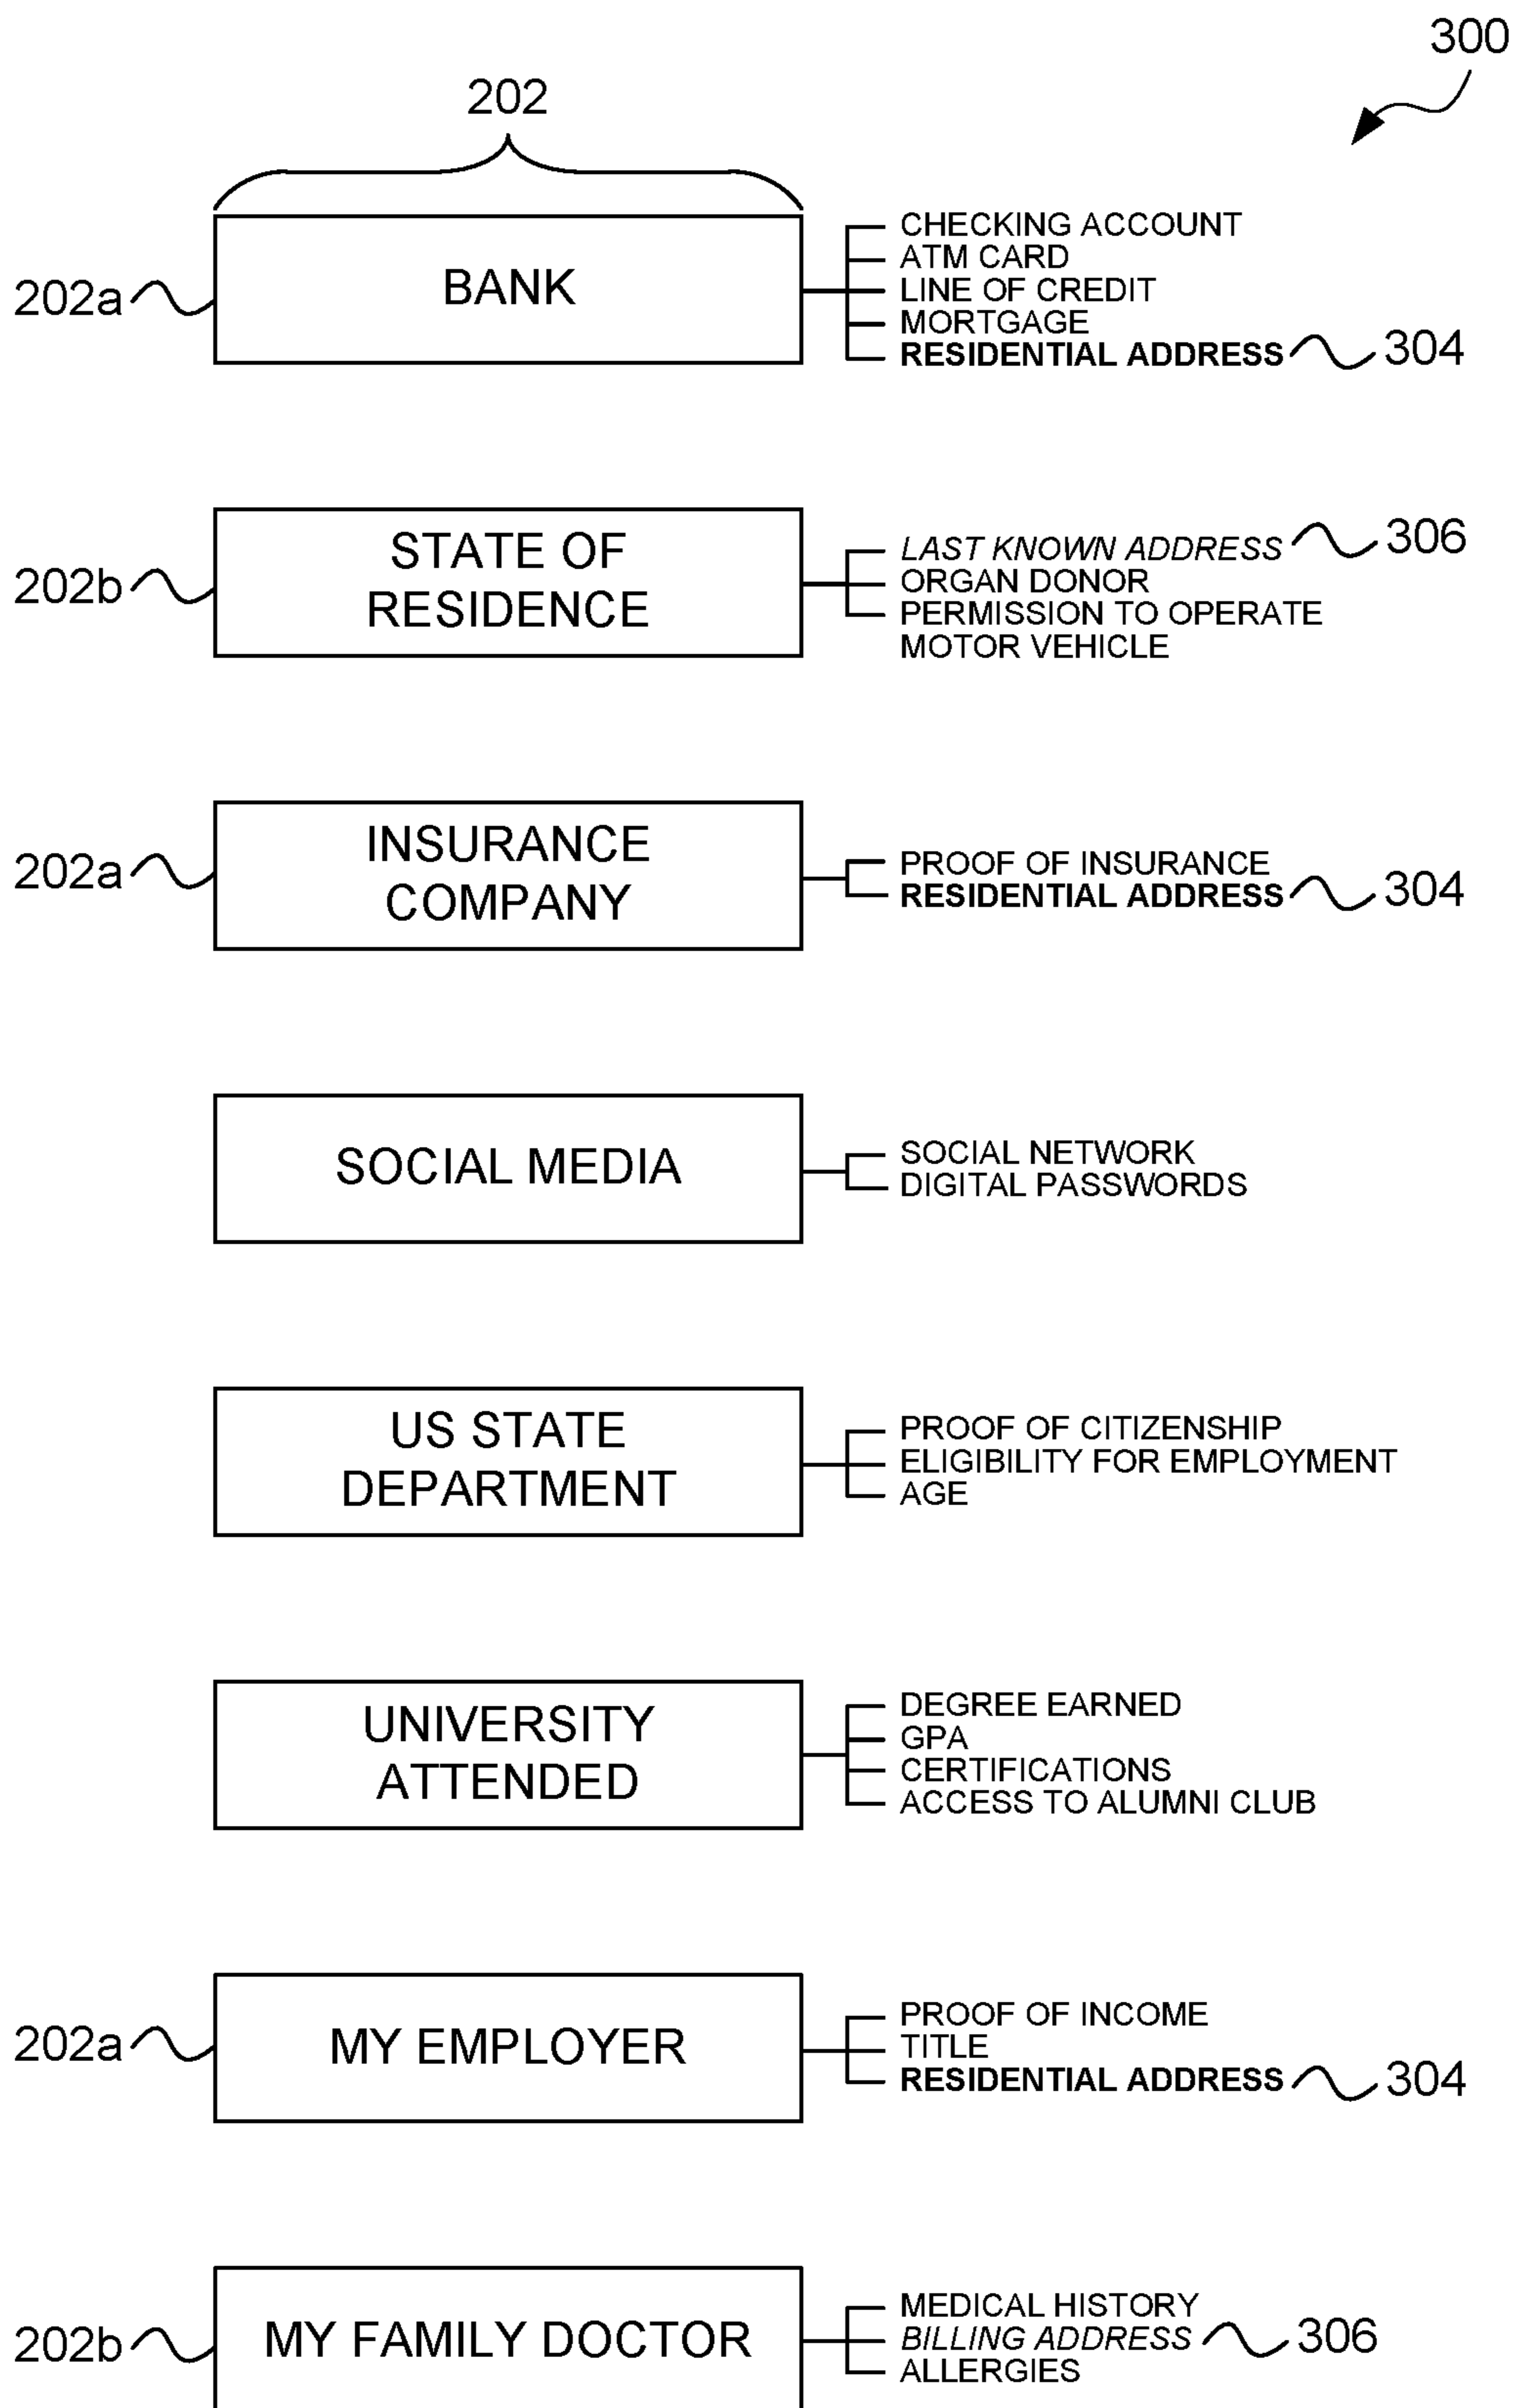 300
202
202a
BANK
CHECKING ACCOUNT
ATM CARD
LINE OF CREDIT
MORTGAGE
RESIDENTIAL ADDRESS
304
202b
STATE OF
RESIDENCE
LAST KNOWN ADDRESS
306
ORGAN DONOR
PERMISSION TO OPERATE
MOTOR VEHICLE
202a
INSURANCE
COMPANY
PROOF OF INSURANCE
RESIDENTIAL ADDRESS
304
SOCIAL MEDIA
SOCIAL NETWORK
DIGITAL PASSWORDS
US STATE
DEPARTMENT
PROOF OF CITIZENSHIP
ELIGIBILITY FOR EMPLOYMENT
AGE
UNIVERSITY
ATTENDED
DEGREE EARNED
GPA
CERTIFICATIONS
ACCESS TO ALUMNI CLUB
202a
MY EMPLOYER
PROOF OF INCOME
TITLE
RESIDENTIAL ADDRESS
304
202b
MY FAMILY DOCTOR
MEDICAL HISTORY
BILLING ADDRESS
306
ALLERGIES